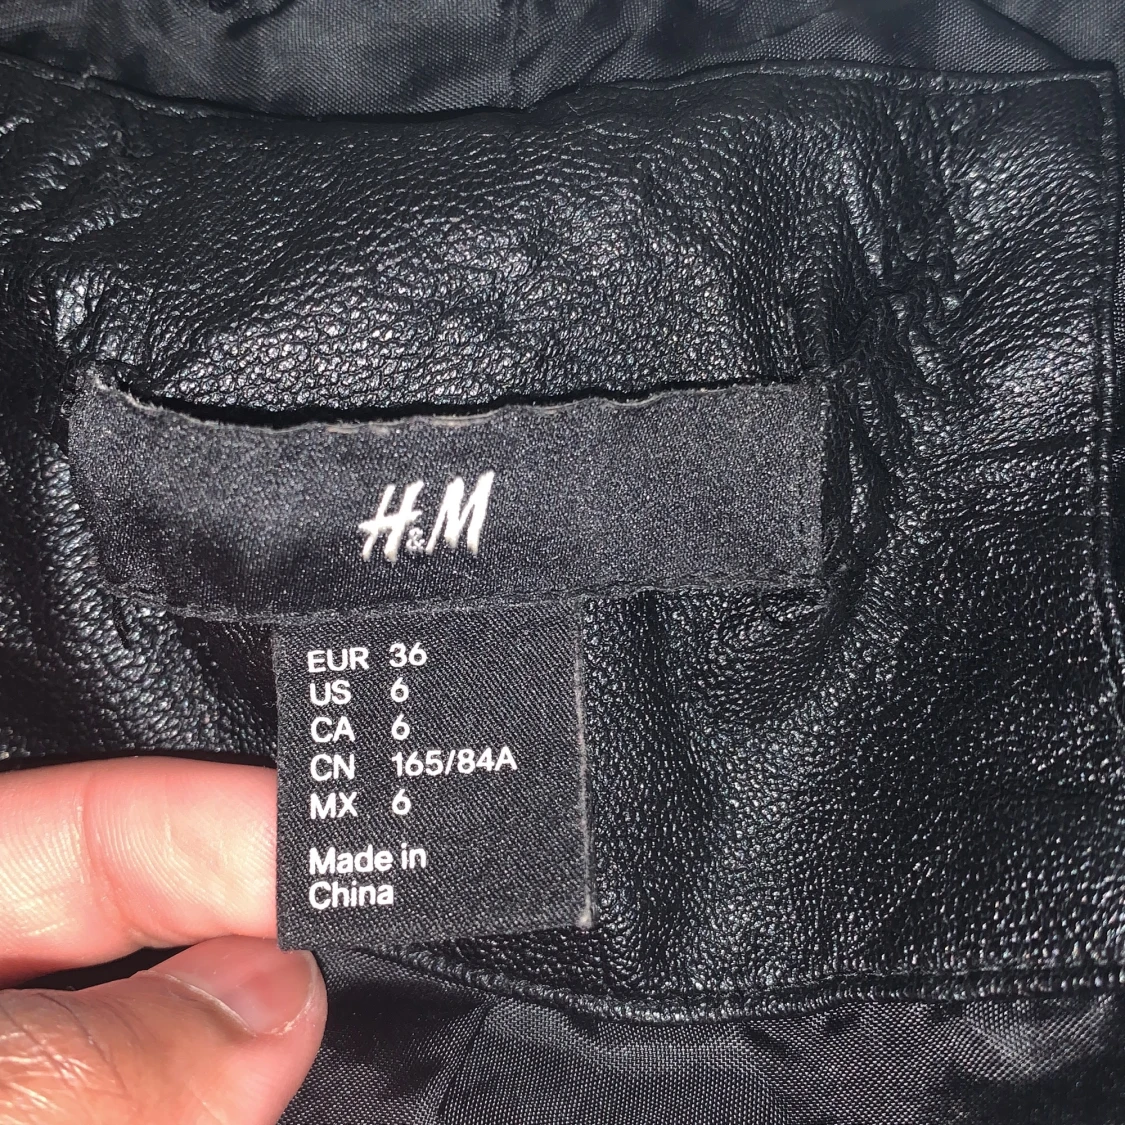 H&M
EUR 36
US 6
CA 6
CN 165/84A
MX 6
Made in
China